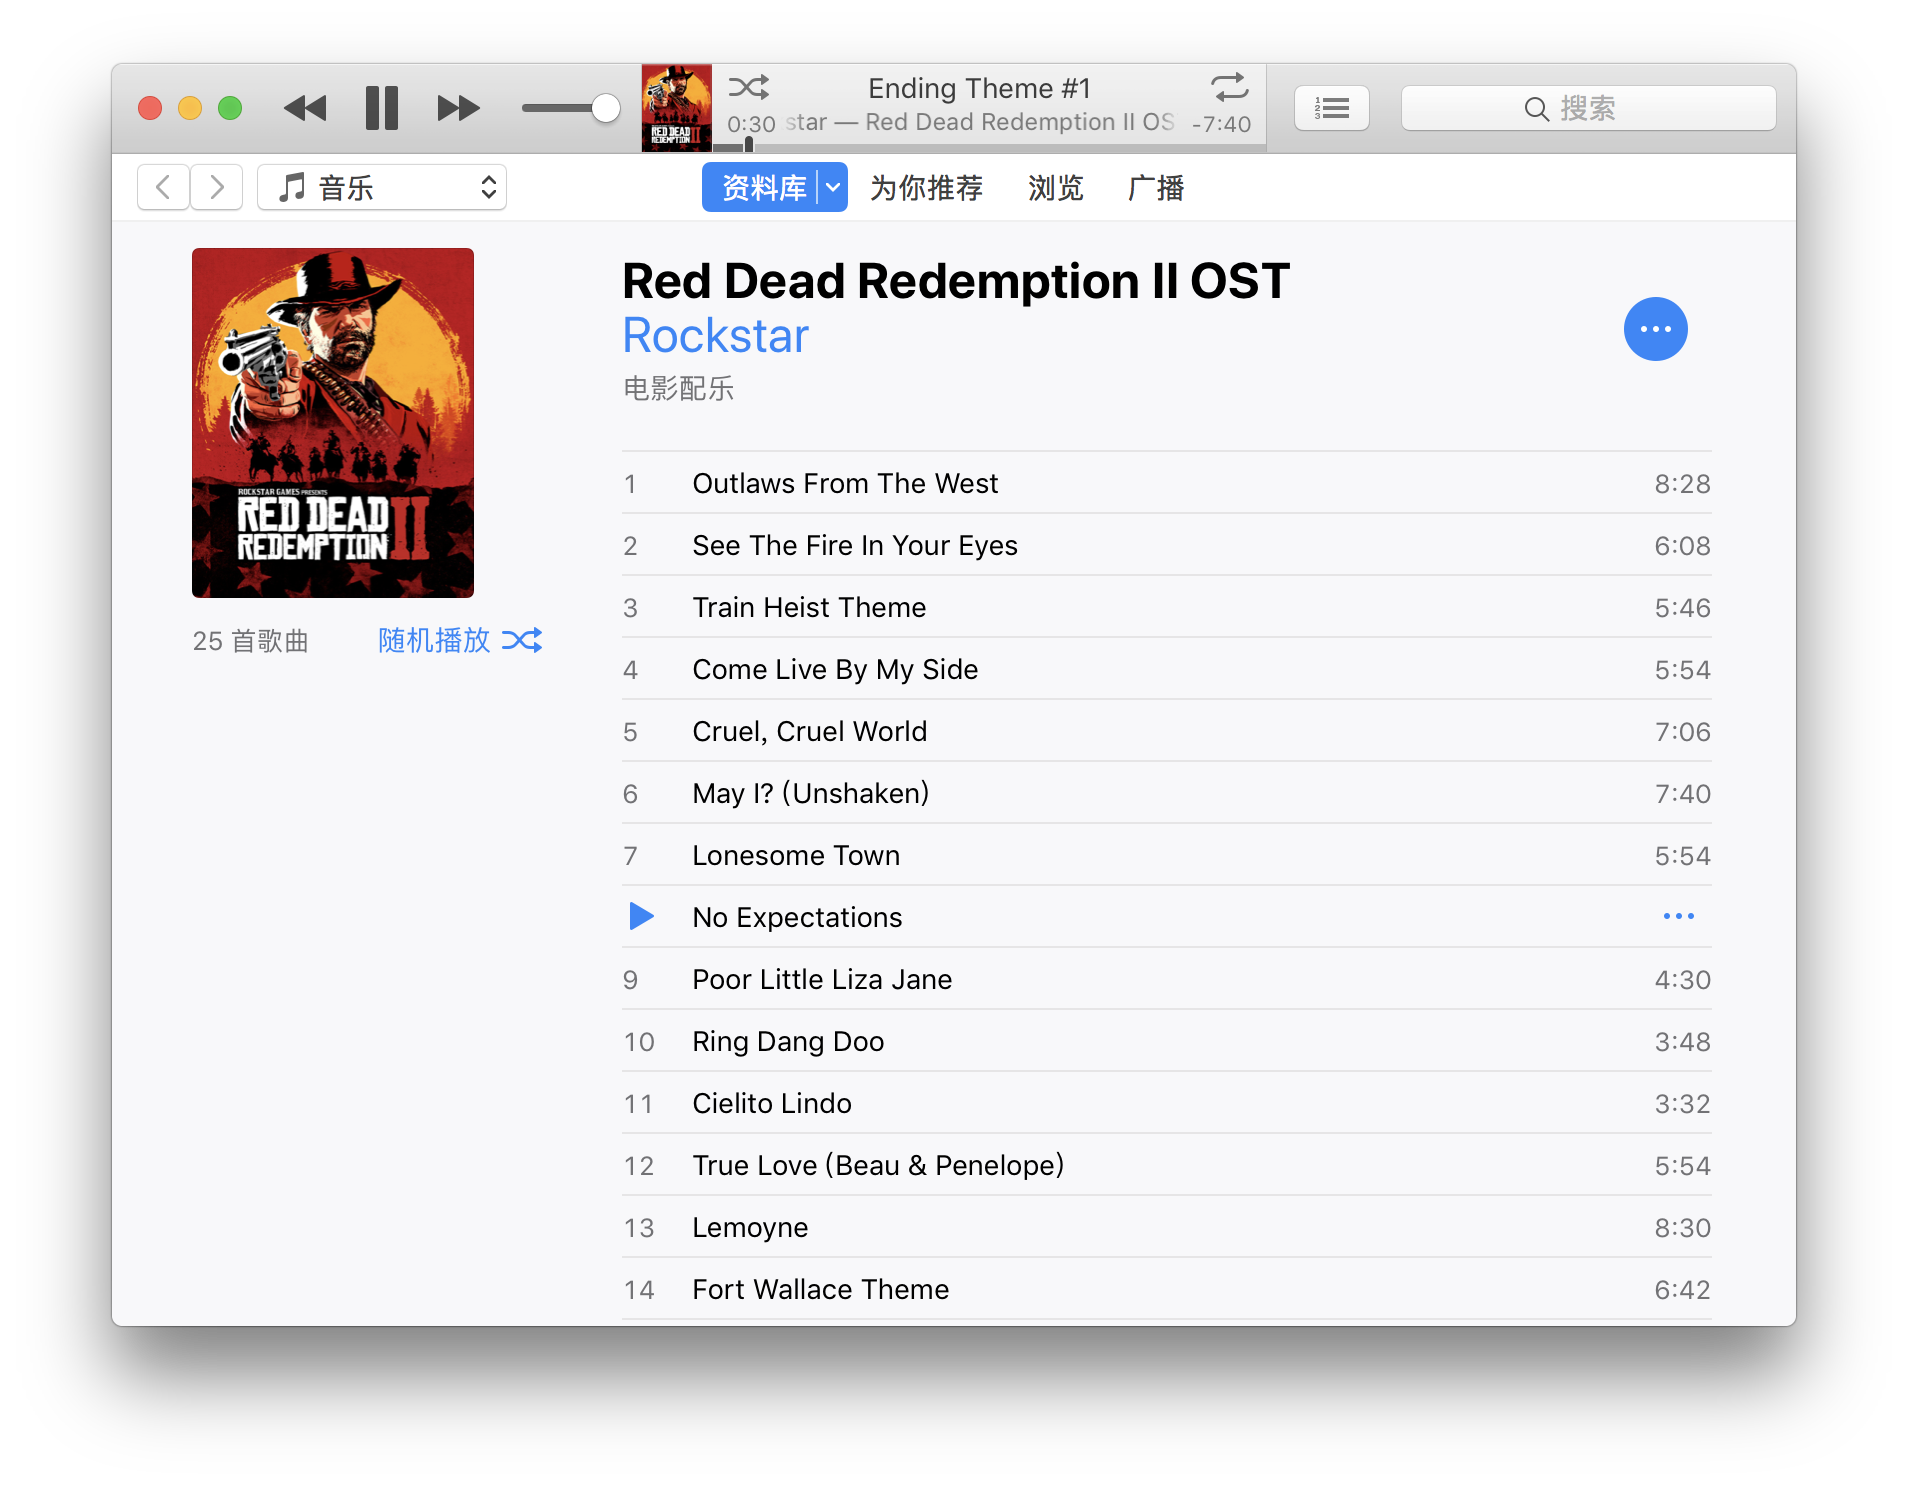 Ending Theme #1
0:30 star — Red Dead Redemption II OS -7:40
搜索
音乐
资料库 为你推荐 浏览 广播
Red Dead Redemption II OST
Rockstar
电影配乐
ROCKSTAR GAMES PRESENTS
RED DEAD
REDEMPTION II
25 首歌曲 随机播放
1 Outlaws From The West 8:28
2 See The Fire In Your Eyes 6:08
3 Train Heist Theme 5:46
4 Come Live By My Side 5:54
5 Cruel, Cruel World 7:06
6 May I? (Unshaken) 7:40
7 Lonesome Town 5:54
No Expectations
9 Poor Little Liza Jane 4:30
10 Ring Dang Doo 3:48
11 Cielito Lindo 3:32
12 True Love (Beau & Penelope) 5:54
13 Lemoyne 8:30
14 Fort Wallace Theme 6:42